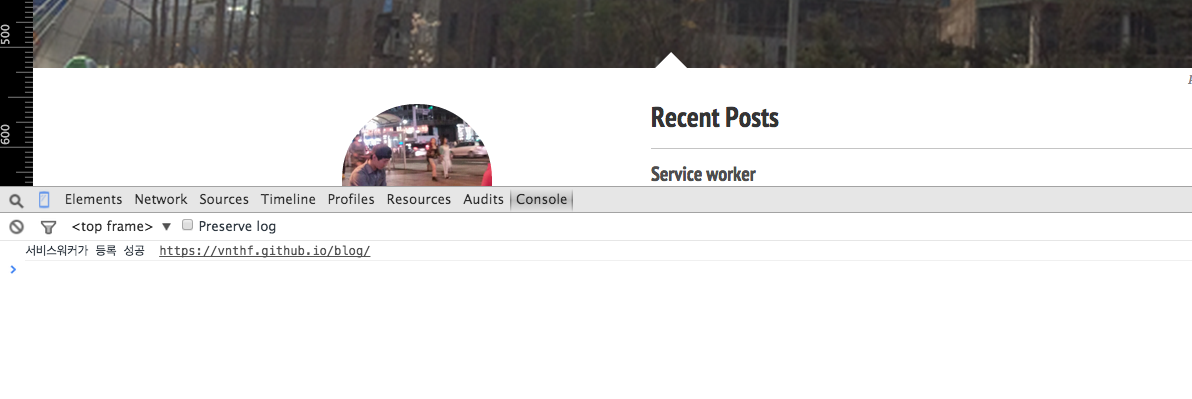 500
600
Recent Posts
Service worker
Elements Network Sources Timeline Profiles Resources Audits Console
<top frame> ▼ Preserve log
서비스워커가 등록 성공 https://vnthf.github.io/blog/